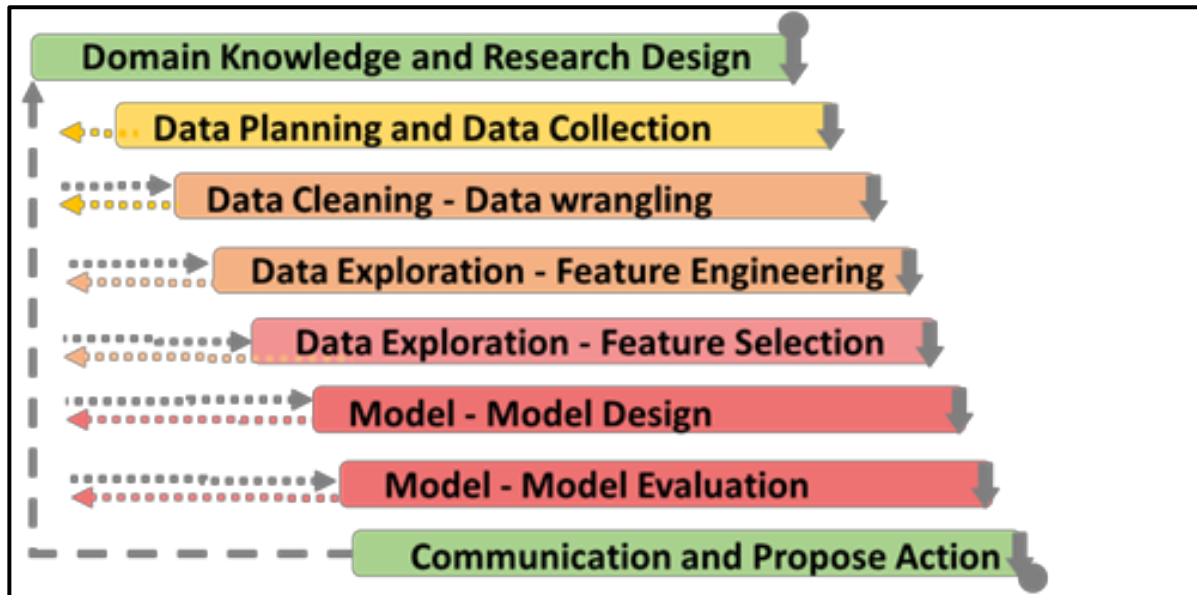 Domain Knowledge and Research Design
Data Planning and Data Collection
Data Cleaning - Data wrangling
Data Exploration - Feature Engineering
Data Exploration - Feature Selection
Model - Model Design
Model - Model Evaluation
Communication and Propose Action